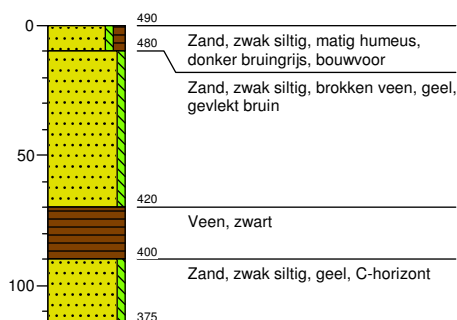 0
490
Zand, zwak siltig, matig humeus,
480
donker bruingrijs, bouwvoor
Zand, zwak siltig, brokken veen, geel,
gevlekt bruin
50
420
Veen, zwart
400
Zand, zwak siltig, geel, C-horizont
100
375